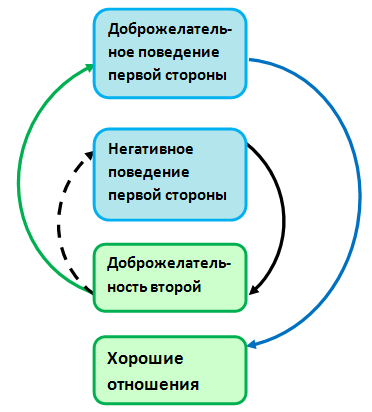 Доброжелатель-
ное поведение
первой стороны
Негативное
поведение
первой стороны
Доброжелатель-
ность второй
Хорошие
отношения